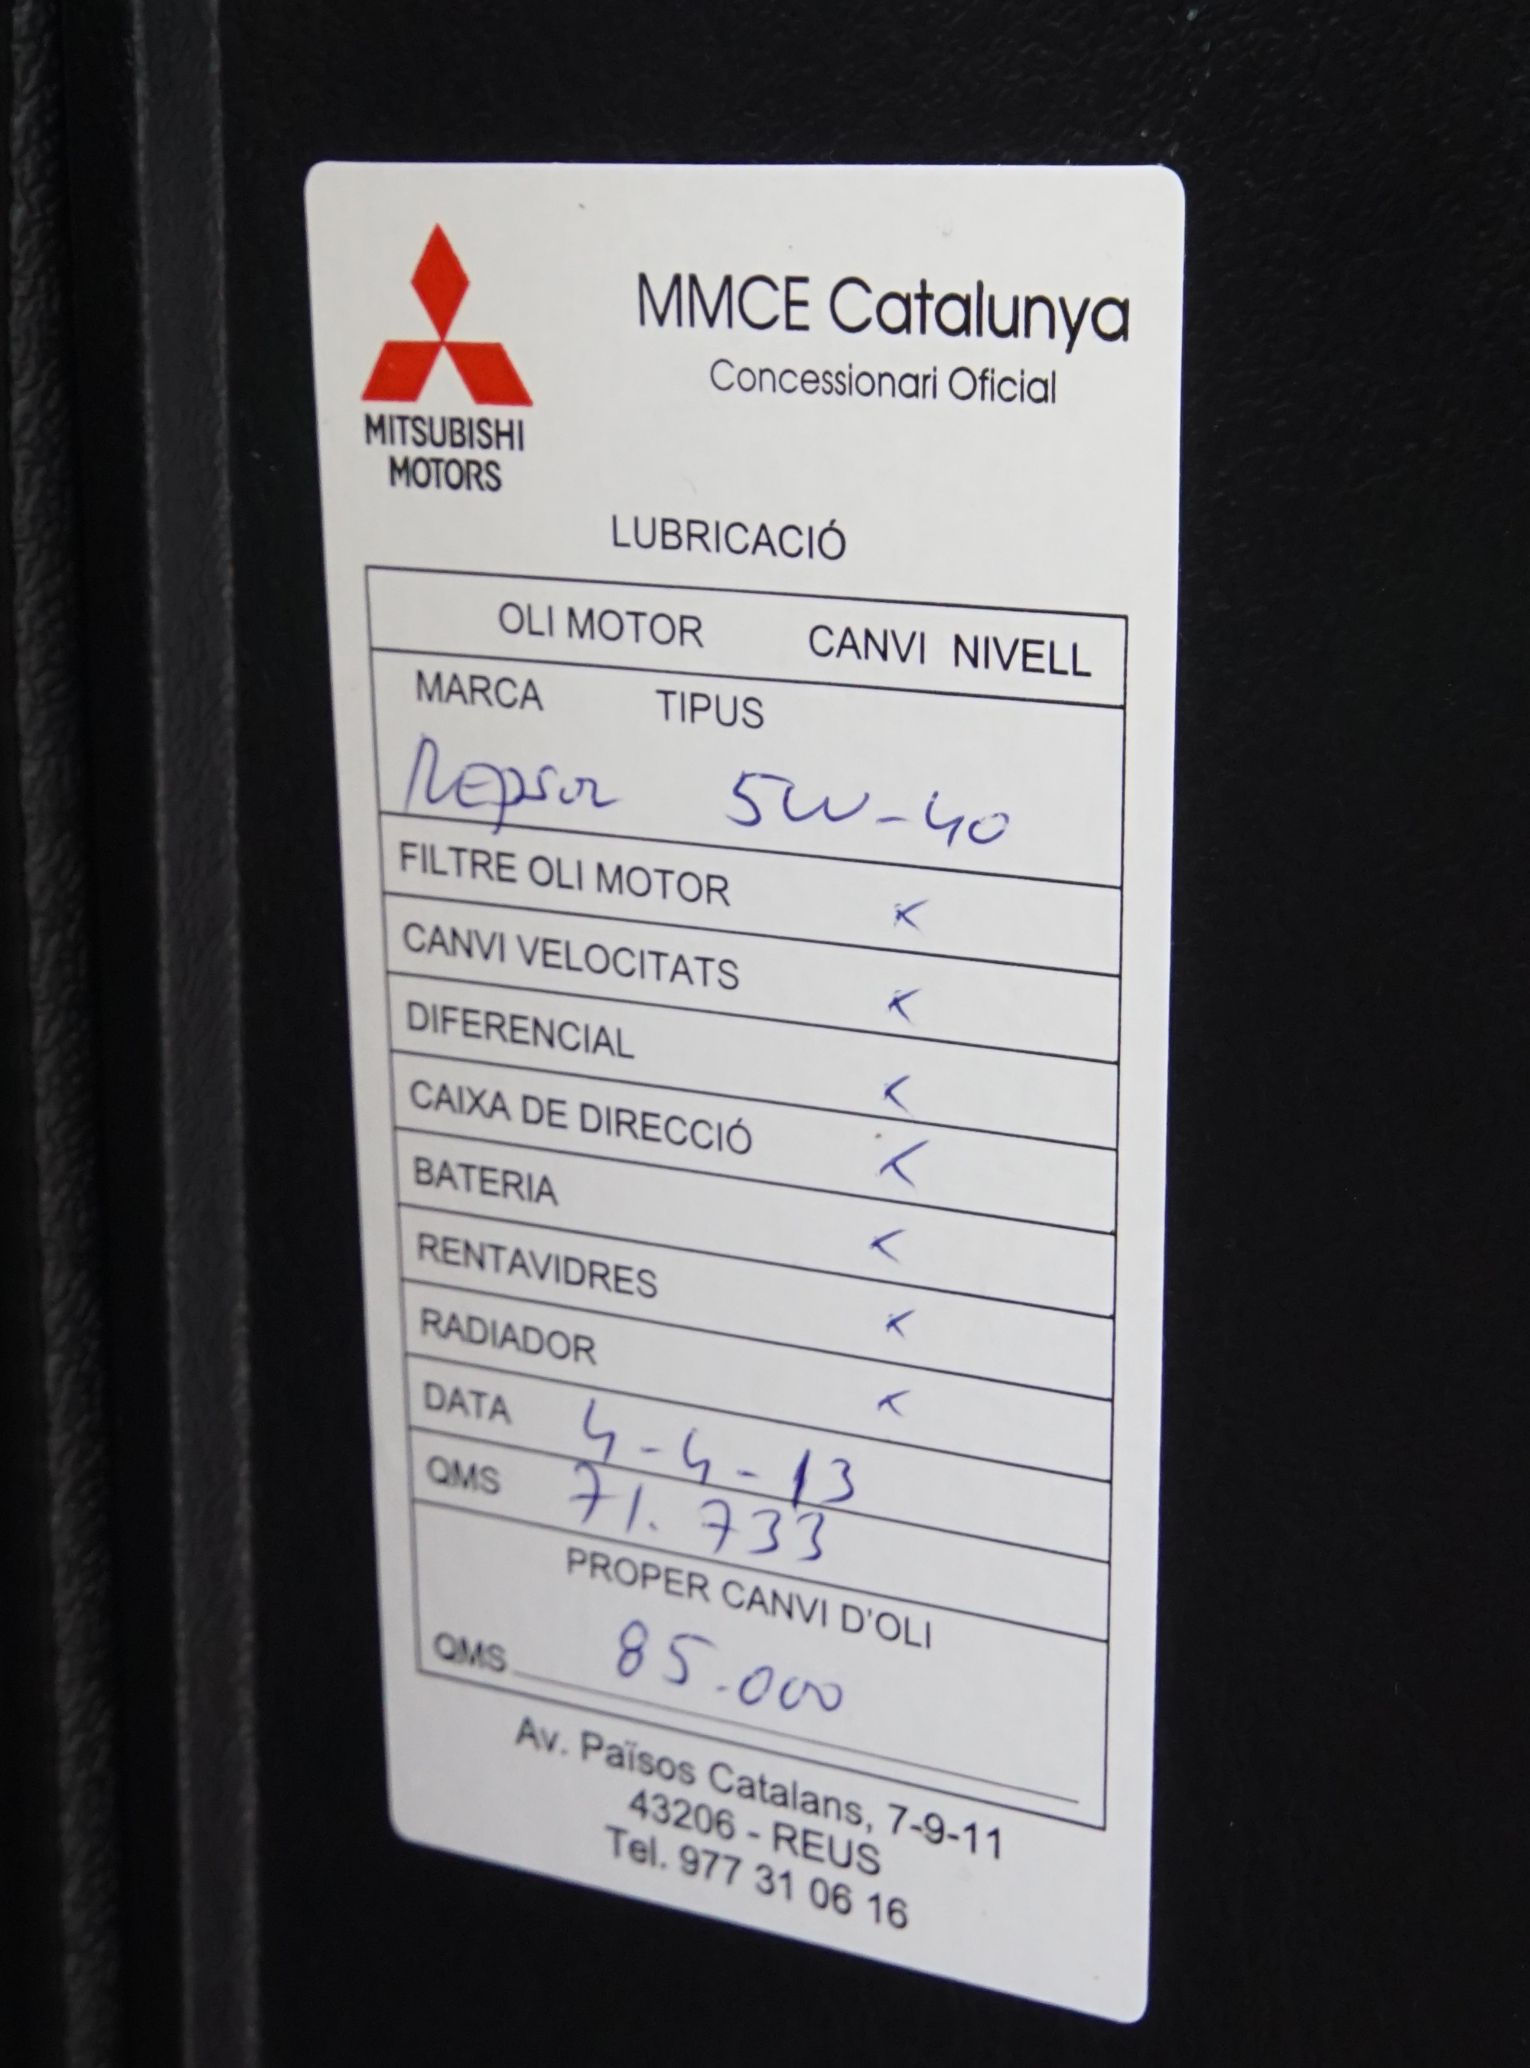 MITSUBISHI
MOTORS
MMCE Catalunya
Concessionari Oficial
LUBRICACIÓ
OLI MOTOR CANVI NIVELL
MARCA TIPUS
Repsol 5W-40
FILTRE OLI MOTOR x
CANVI VELOCITATS x
DIFERENCIAL x
CAIXA DE DIRECCIÓ x
BATERIA x
RENTAVIDRES x
RADIADOR x
DATA 4-4-13
QMS 71.733
PROPER CANVI D'OLI
QMS 85.000
Av. Països Catalans, 7-9-11
43206 - REUS
Tel. 977 31 06 16